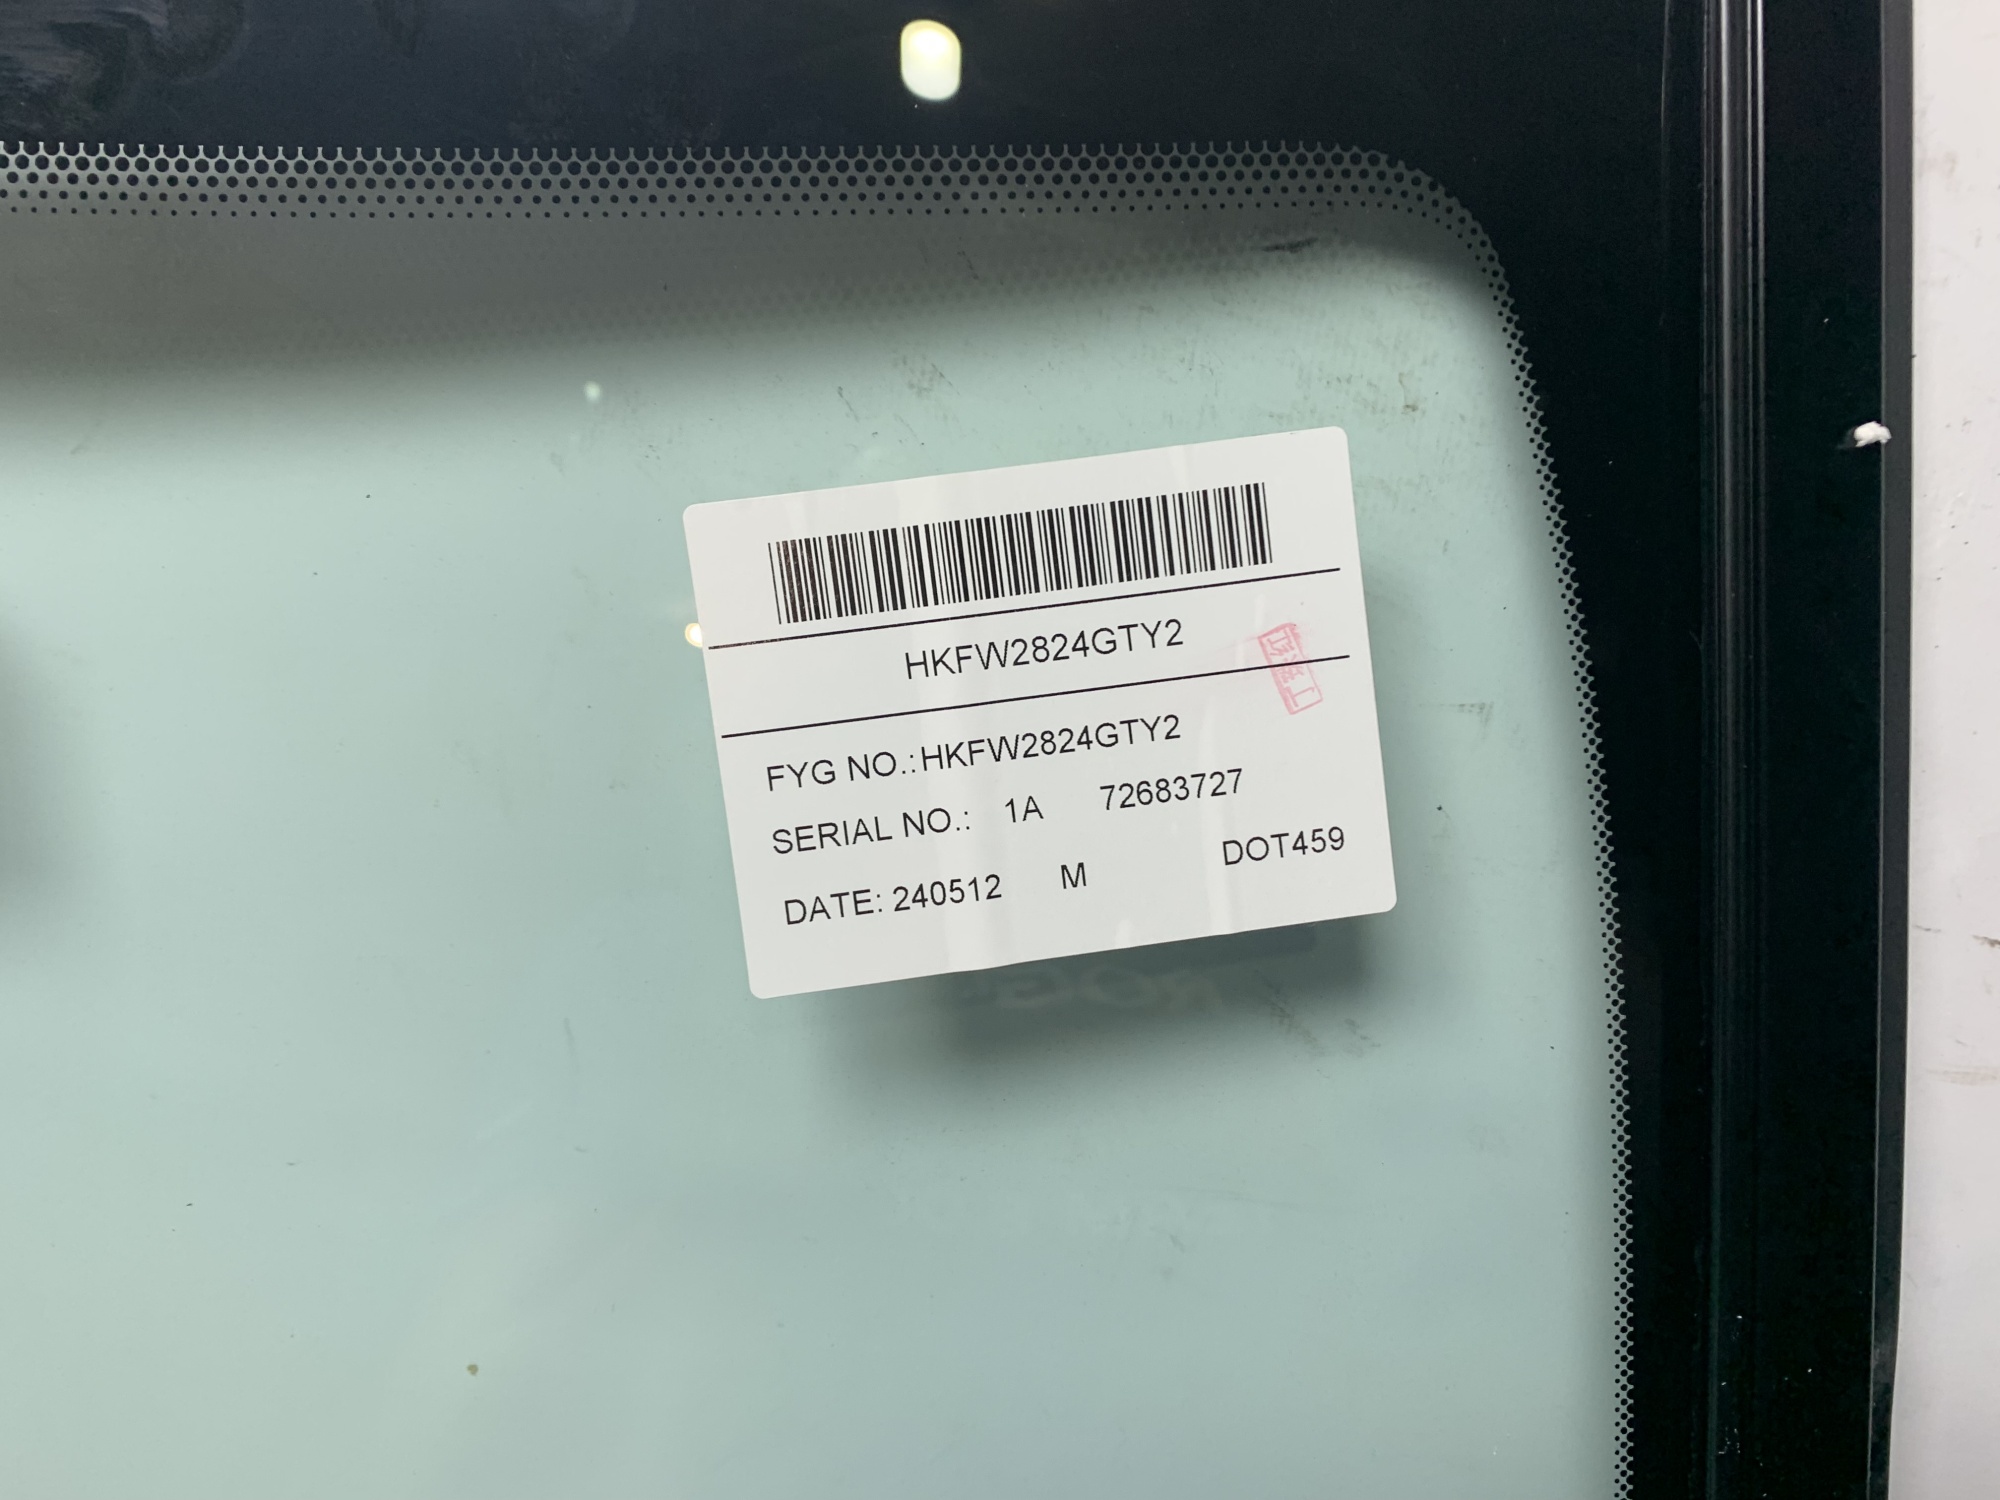 HKFW2824GTY2
FYG NO.:HKFW2824GTY2
SERIAL NO.: 1A 72683727
DATE: 240512 M DOT459